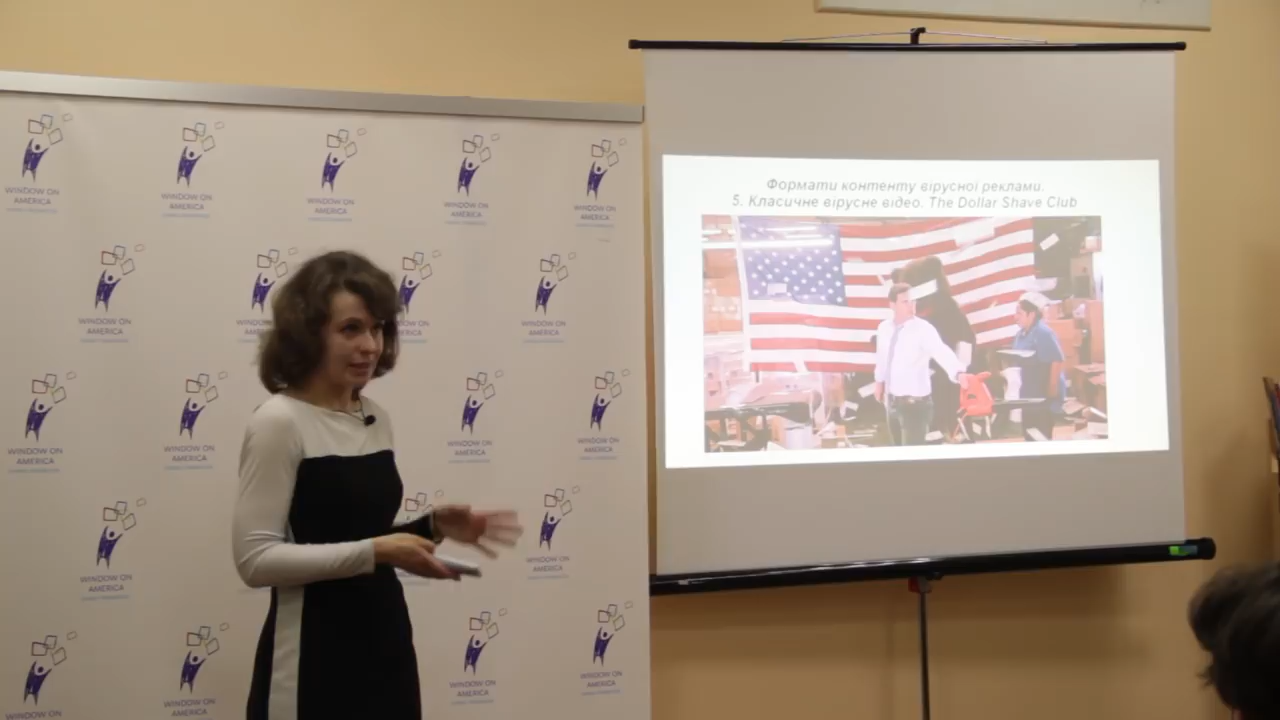 WINDOW ON
AMERICA
Формати контенту вірусної реклами.
5. Класичне вірусне відео. The Dollar Shave Club